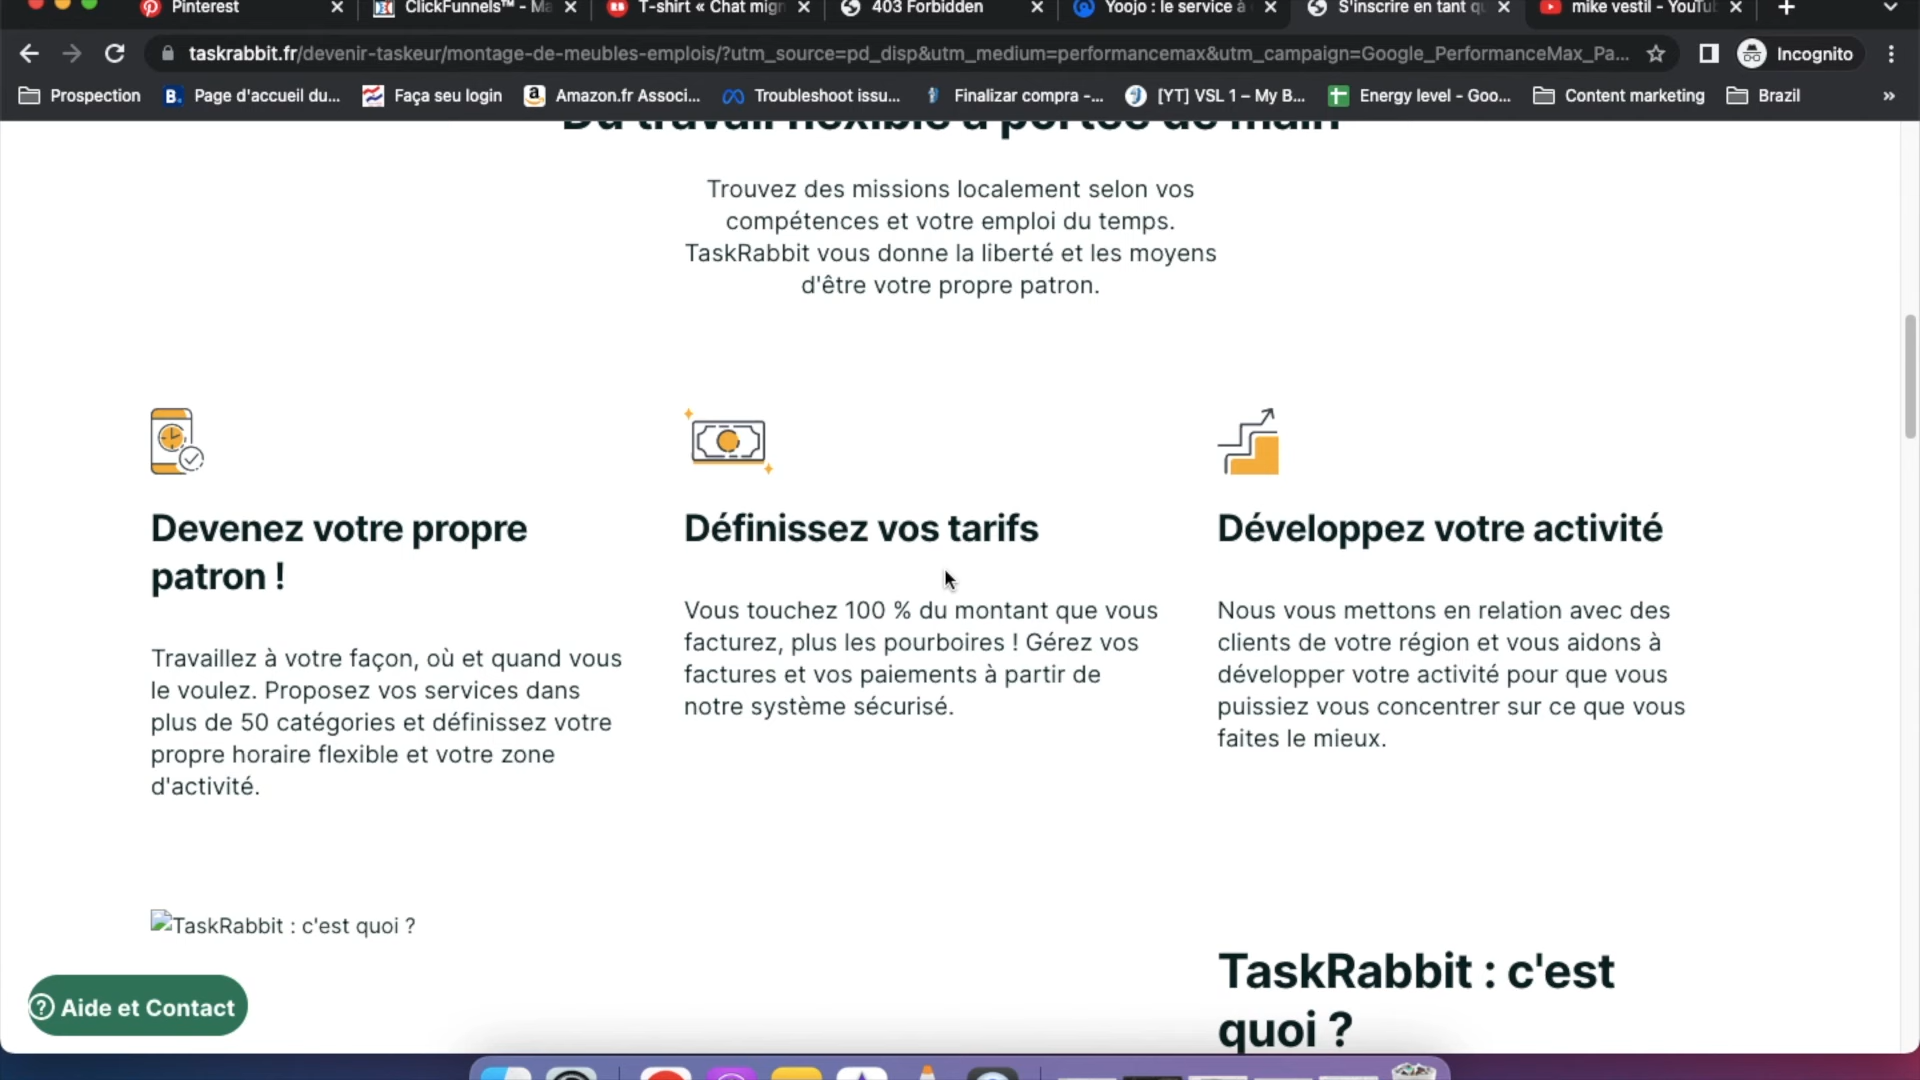 Pinterest
ClickFunnels™ - Ma
T-shirt « Chat mign
403 Forbidden
Yoojo : le service à
S'inscrire en tant qu
mike vestil - YouTub
taskrabbit.fr/devenir-taskeur/montage-de-meubles-emplois/?utm_source=pd_disp&utm_medium=performancemax&utm_campaign=Google_PerformanceMax_Pa...
Incognito
Prospection
Page d'accueil du...
Faça seu login
Amazon.fr Associ...
Troubleshoot issu...
Finalizar compra -...
[YT] VSL 1 – My B...
Energy level - Goo...
Content marketing
Brazil
»
Du travail flexible à portée de main
Trouvez des missions localement selon vos
compétences et votre emploi du temps.
TaskRabbit vous donne la liberté et les moyens
d'être votre propre patron.
Devenez votre propre
patron !
Travaillez à votre façon, où et quand vous
le voulez. Proposez vos services dans
plus de 50 catégories et définissez votre
propre horaire flexible et votre zone
d'activité.
Définissez vos tarifs
Vous touchez 100 % du montant que vous
facturez, plus les pourboires ! Gérez vos
factures et vos paiements à partir de
notre système sécurisé.
Développez votre activité
Nous vous mettons en relation avec des
clients de votre région et vous aidons à
développer votre activité pour que vous
puissiez vous concentrer sur ce que vous
faites le mieux.
TaskRabbit : c'est quoi ?
TaskRabbit : c'est
quoi ?
? Aide et Contact